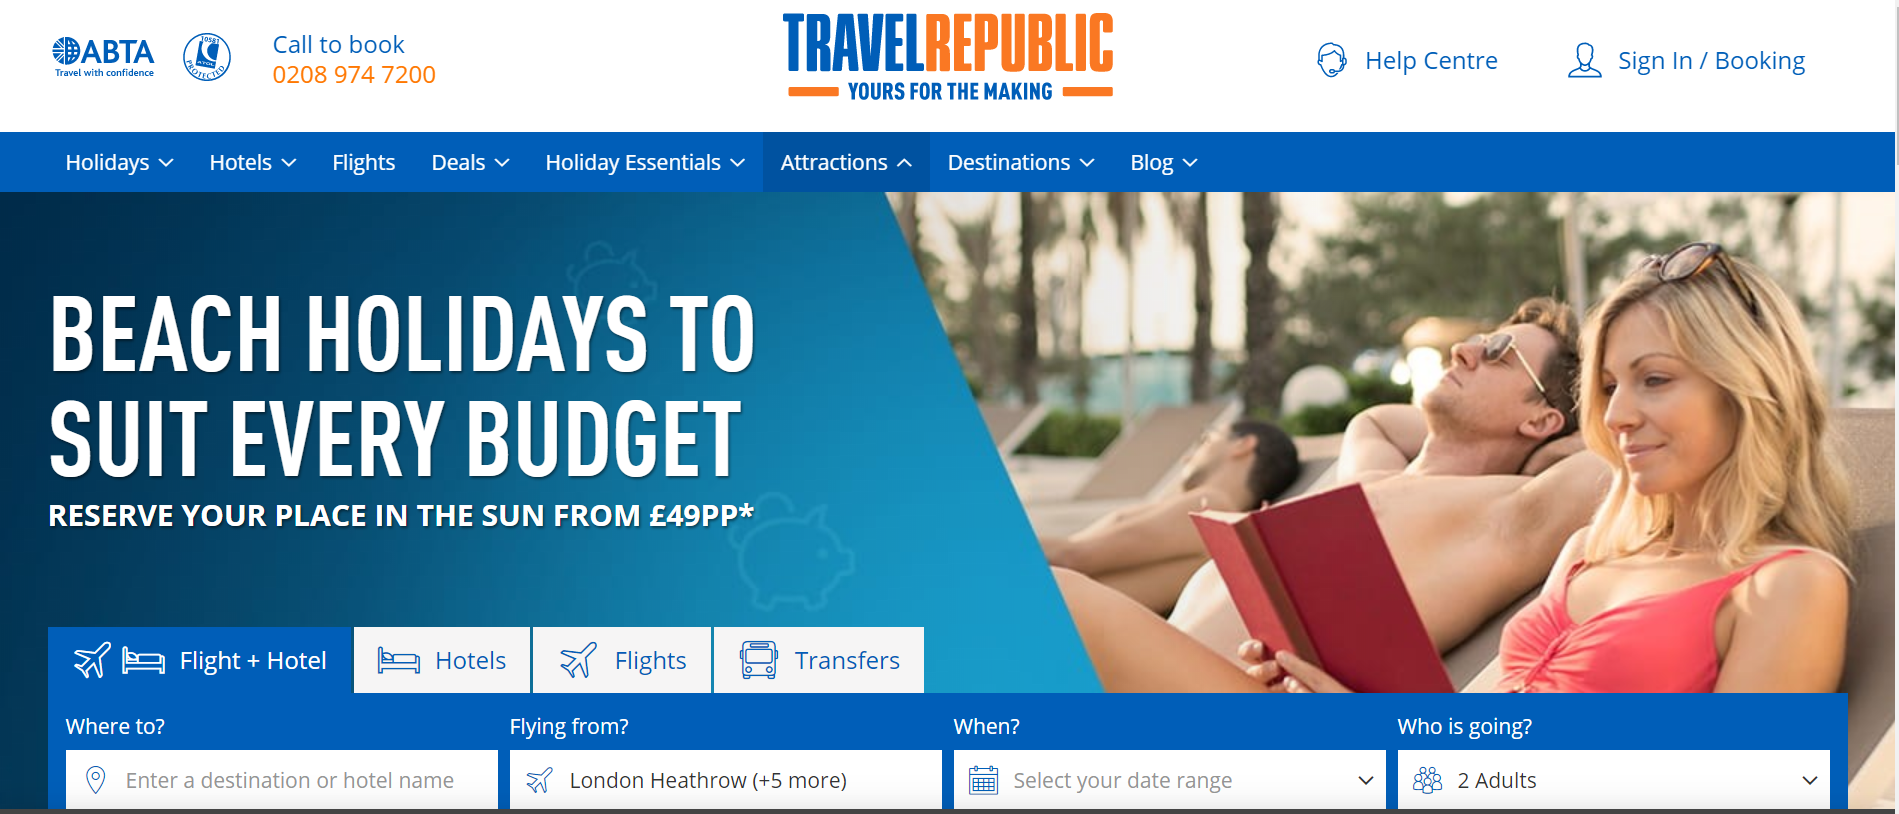 ABTA
Travel with confidence
10581
ATOL
PROTECTED
Call to book
0208 974 7200
TRAVELREPUBLIC
YOURS FOR THE MAKING
Help Centre
Sign In / Booking
Holidays
Hotels
Flights
Deals
Holiday Essentials
Attractions
Destinations
Blog
BEACH HOLIDAYS TO
SUIT EVERY BUDGET
RESERVE YOUR PLACE IN THE SUN FROM £49PP*
Flight + Hotel
Hotels
Flights
Transfers
Where to?
Enter a destination or hotel name
Flying from?
London Heathrow (+5 more)
When?
Select your date range
Who is going?
2 Adults